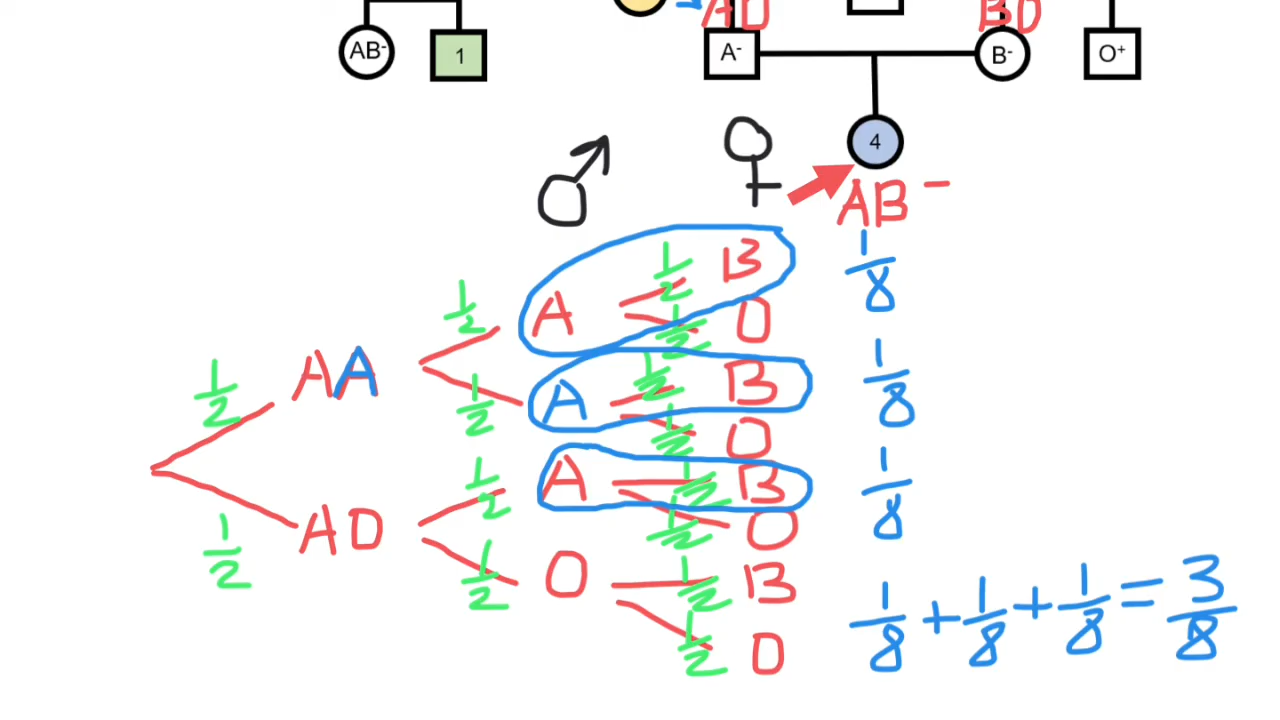 AO BO
AB⁻ 1 A⁻ B⁻ O⁺
4
AB⁻
1/2 B 1/8
1/2 A 1/2 O
AA 1/2 B 1/8
1/2 1/2 A 1/2 O
1/2 A 1/2 B 1/8
AO 1/2 O
1/2 1/2 O 1/2 B
1/2 O
1/8 + 1/8 + 1/8 = 3/8